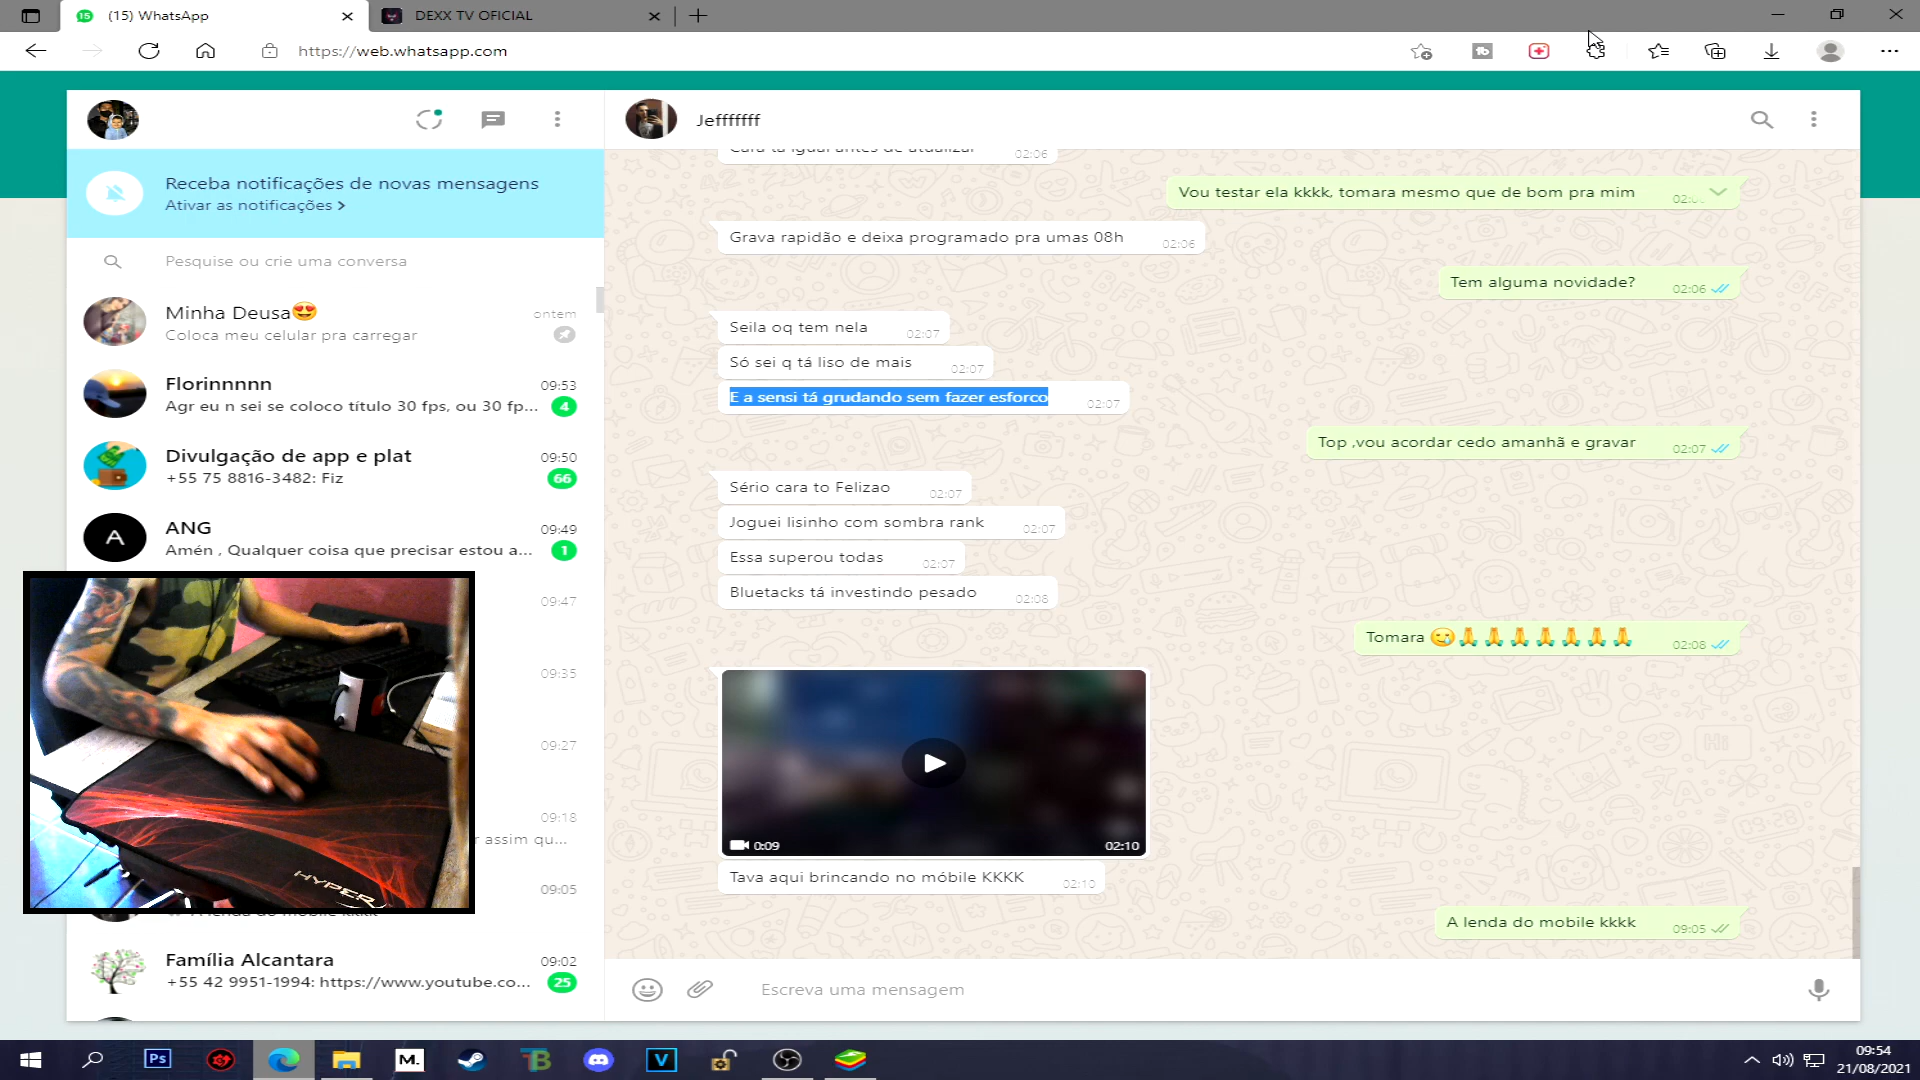 (15) WhatsApp
DEXX TV OFICIAL
https://web.whatsapp.com
Jefffffff
Receba notificações de novas mensagens
Ativar as notificações >
Pesquise ou crie uma conversa
Minha Deusa😍
ontem
Coloca meu celular pra carregar
Florinnnnn
09:53
Agr eu n sei se coloco título 30 fps, ou 30 fp...
4
Divulgação de app e plat
09:50
+55 75 8816-3482: Fiz
66
A
ANG
09:49
Amén , Qualquer coisa que precisar estou a...
1
09:47
09:35
09:27
09:18
r assim qu...
09:05
Família Alcantara
09:02
+55 42 9951-1994: https://www.youtube.co...
25
HYPER
Cara tá igual antes de atualizar
02:06
Vou testar ela kkkk, tomara mesmo que de bom pra mim
Grava rapidão e deixa programado pra umas 08h
02:06
Tem alguma novidade?
02:06
Seila oq tem nela
02:07
Só sei q tá liso de mais
02:07
E a sensi tá grudando sem fazer esforco
02:07
Top ,vou acordar cedo amanhã e gravar
02:07
Sério cara to Felizao
02:07
Joguei lisinho com sombra rank
02:07
Essa superou todas
02:07
Bluetacks tá investindo pesado
02:08
Tomara 🥲🙏🙏🙏🙏🙏🙏🙏
02:08
0:09
02:10
Tava aqui brincando no móbile KKKK
02:10
A lenda do mobile kkkk
09:05
Escreva uma mensagem
Ps
M.
V
09:54
21/08/2021